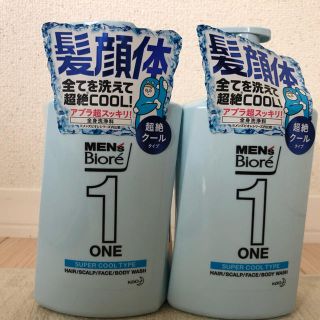 髪顔体
全てを洗えて
超絶COOL!
アブラ超スッキリ!
全身洗浄料
超絶
クール
タイプ
MEN's
Bioré
1
ONE
SUPER COOL TYPE
HAIR/SCALP/FACE/BODY WASH
Kao
髪顔体
全てを洗えて
超絶COOL!
アブラ超スッキリ!
全身洗浄料
超絶
クール
タイプ
MEN's
Bioré
1
ONE
SUPER COOL TYPE
HAIR/SCALP/FACE/BODY WASH
Kao